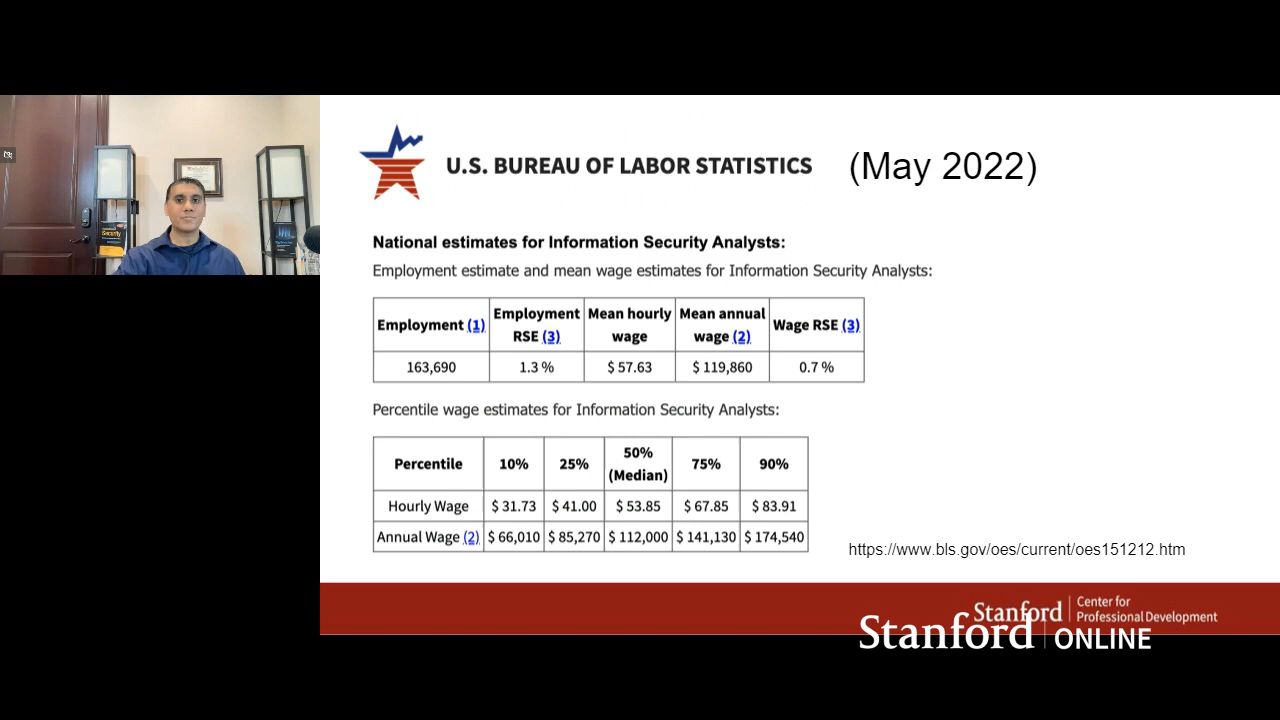 U.S. BUREAU OF LABOR STATISTICS (May 2022)
National estimates for Information Security Analysts:
Employment estimate and mean wage estimates for Information Security Analysts:
Employment (1) Employment RSE (3) Mean hourly wage Mean annual wage (2) Wage RSE (3)
163,690 1.3 % $ 57.63 $ 119,860 0.7 %
Percentile wage estimates for Information Security Analysts:
Percentile 10% 25% 50% (Median) 75% 90%
Hourly Wage $ 31.73 $ 41.00 $ 53.85 $ 67.85 $ 83.91
Annual Wage (2) $ 66,010 $ 85,270 $ 112,000 $ 141,130 $ 174,540
https://www.bls.gov/oes/current/oes151212.htm
Stanford Center for Professional Development
Stanford ONLINE
Security